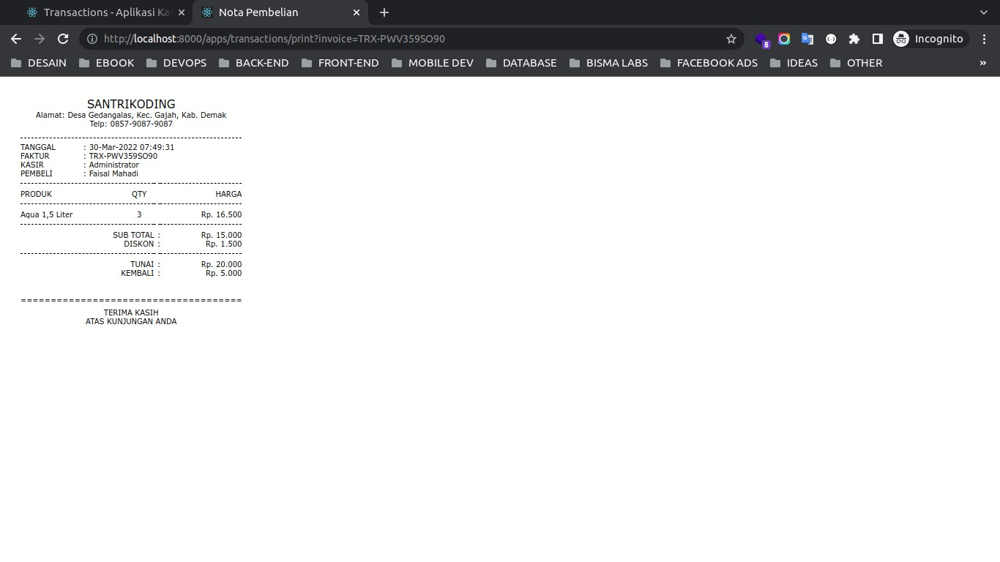 Transactions - Aplikasi Ka
Nota Pembelian
http://localhost:8000/apps/transactions/print?invoice=TRX-PWV359SO90
8
Incognito
DESAIN EBOOK DEVOPS BACK-END FRONT-END MOBILE DEV DATABASE BISMA LABS FACEBOOK ADS IDEAS OTHER »
SANTRIKODING
Alamat: Desa Gedangalas, Kec. Gajah, Kab. Demak
Telp: 0857-9087-9087
TANGGAL : 30-Mar-2022 07:49:31
FAKTUR : TRX-PWV359SO90
KASIR : Administrator
PEMBELI : Faisal Mahadi
PRODUK QTY HARGA
Aqua 1,5 Liter 3 Rp. 16.500
SUB TOTAL : Rp. 15.000
DISKON : Rp. 1.500
TUNAI : Rp. 20.000
KEMBALI : Rp. 5.000
=====================================
TERIMA KASIH
ATAS KUNJUNGAN ANDA